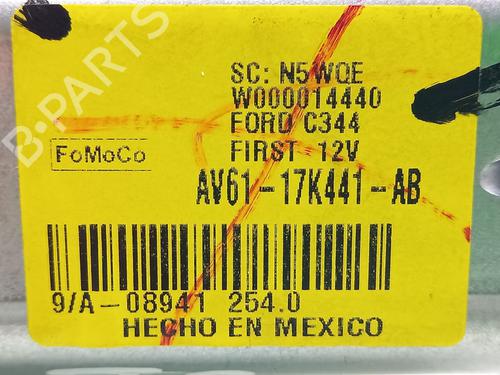 SC: N5WQE
W000014440
FORD C344
FoMoCo
FIRST 12V
AV61-17K441-AB
9/A-08941 254.0
HECHO EN MEXICO
B-PARTS